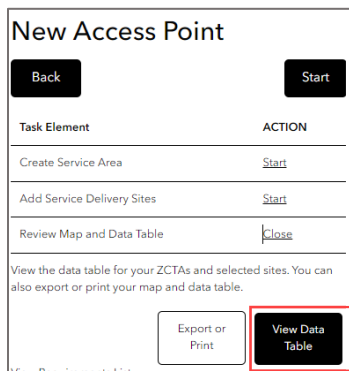 New Access Point
Back Start
Task Element ACTION
Create Service Area Start
Add Service Delivery Sites Start
Review Map and Data Table Close
View the data table for your ZCTAs and selected sites. You can
also export or print your map and data table.
Export or
Print
View Data
Table